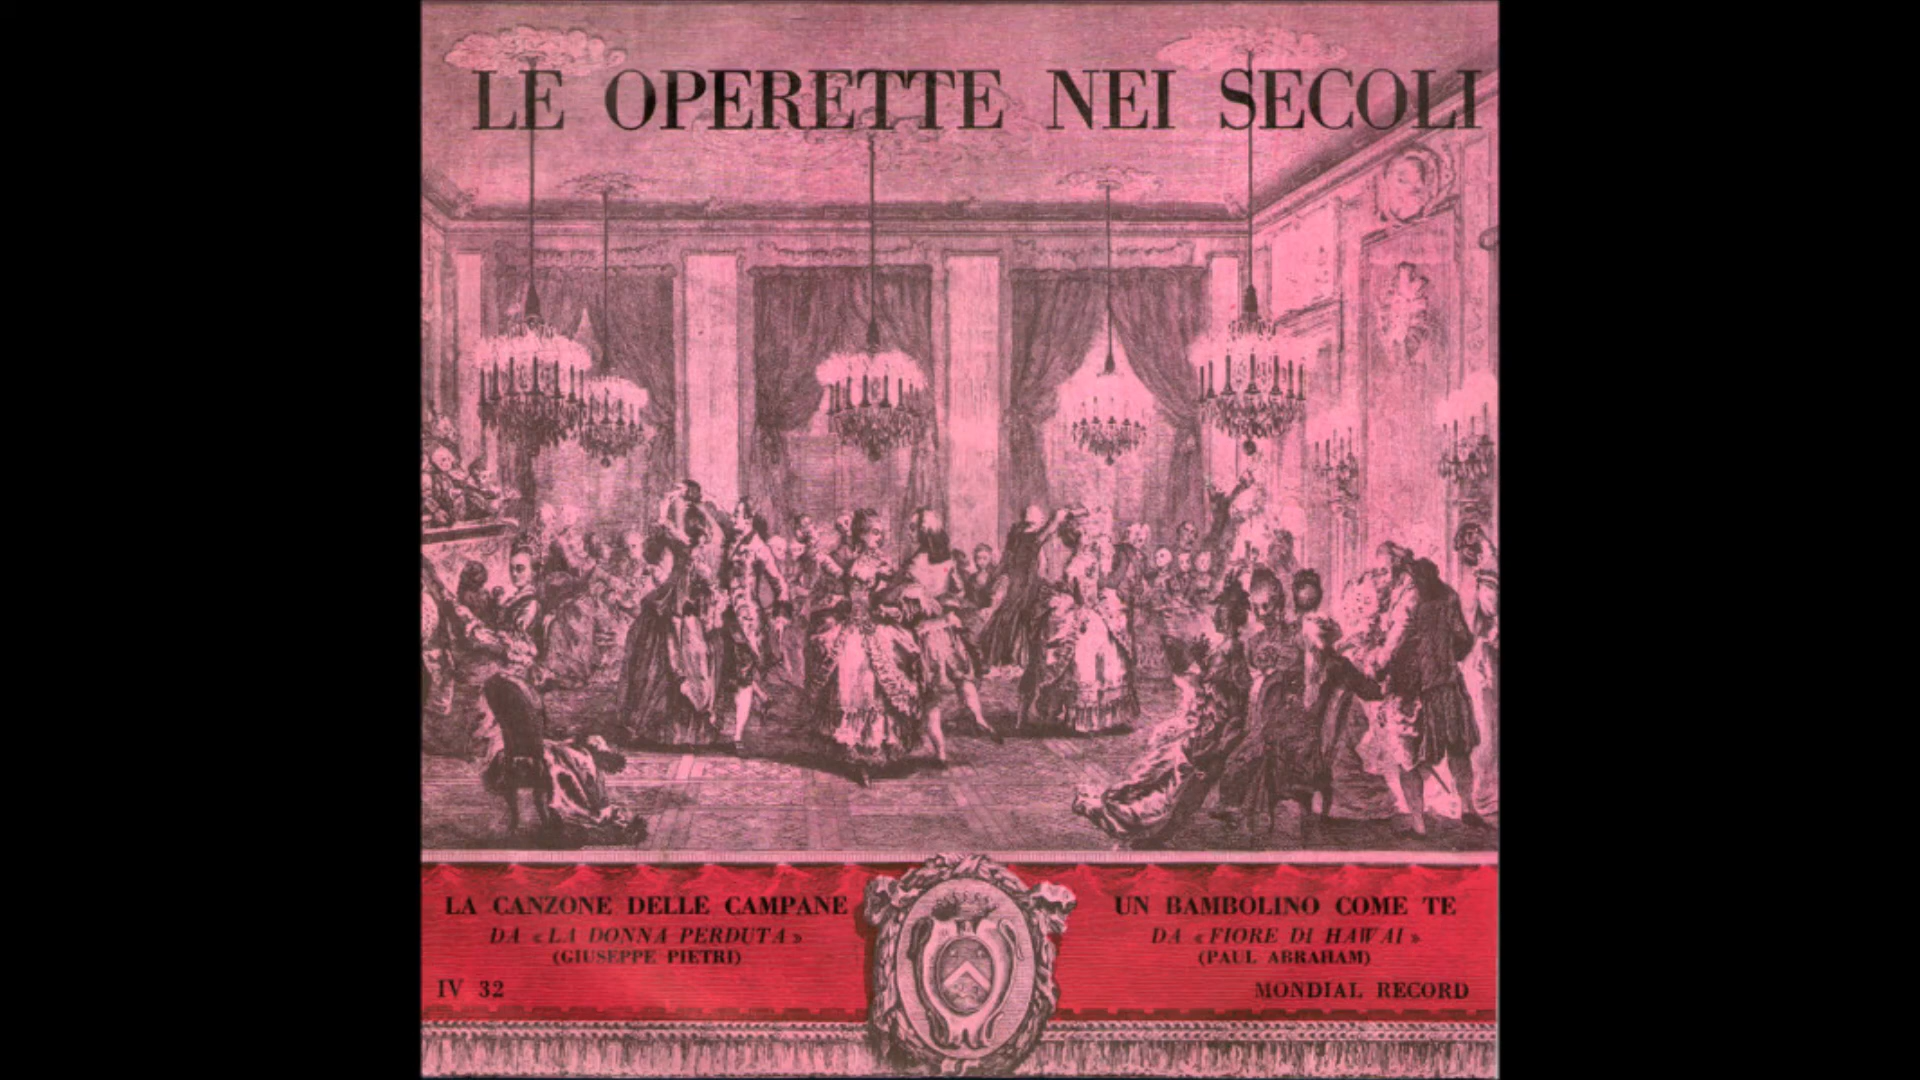 LE OPERETTE NEI SECOLI
LA CANZONE DELLE CAMPANE
DA «LA DONNA PERDUTA»
(GIUSEPPE PIETRI)
IV 32
UN BAMBOLINO COME TE
DA «FIORE DI HAWAI»
(PAUL ABRAHAM)
MONDIAL RECORD